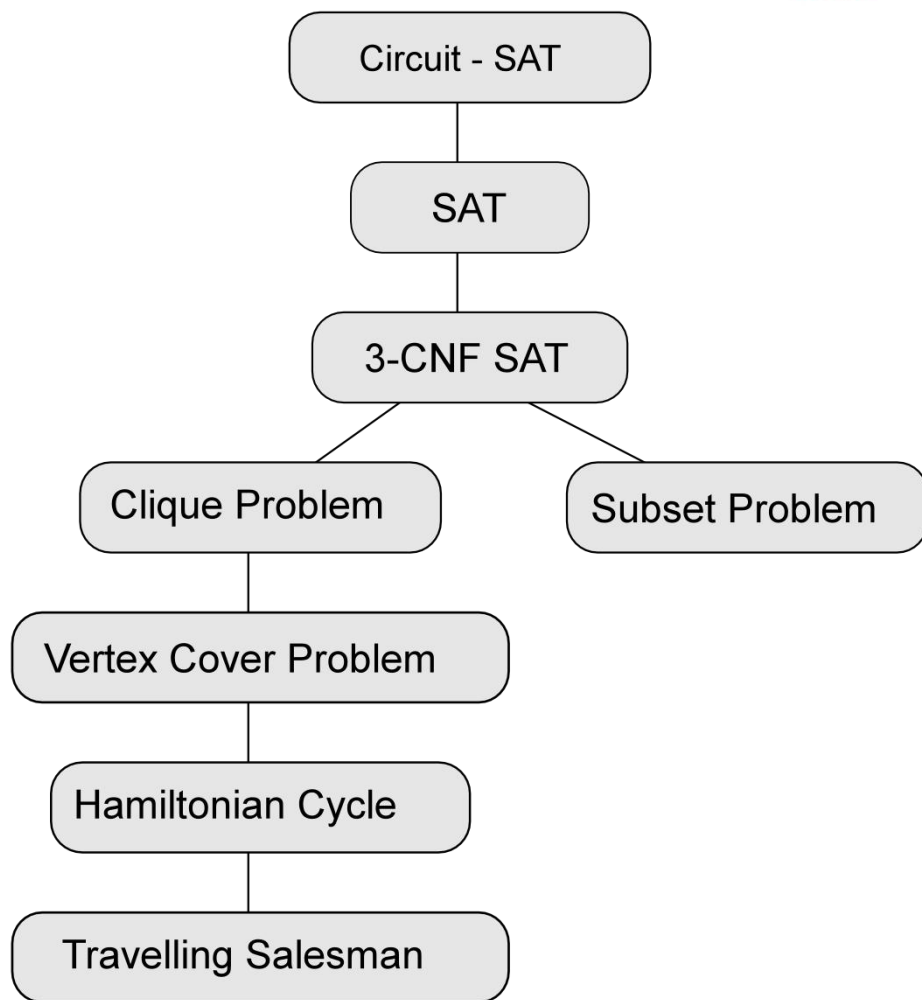 Circuit - SAT
SAT
3-CNF SAT
Clique Problem
Subset Problem
Vertex Cover Problem
Hamiltonian Cycle
Travelling Salesman